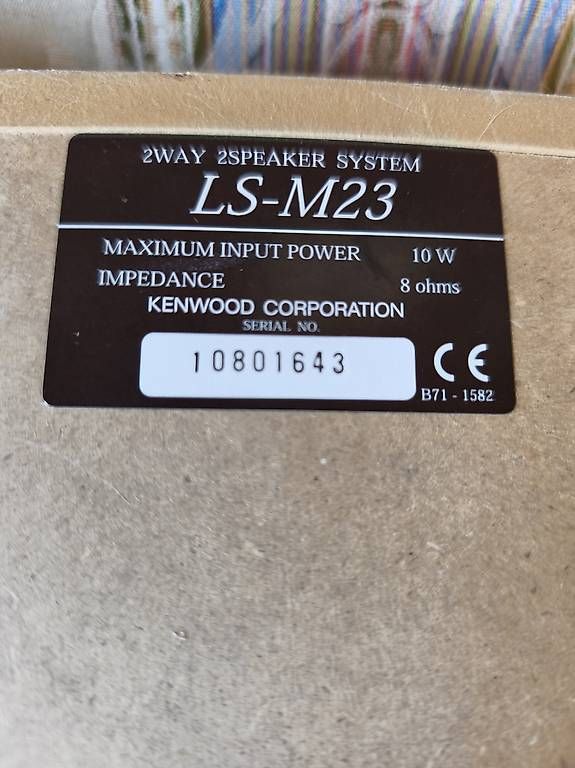 2WAY 2SPEAKER SYSTEM
LS-M23
MAXIMUM INPUT POWER 10 W
IMPEDANCE 8 ohms
KENWOOD CORPORATION
SERIAL NO.
10801643
CE
B71 - 1582